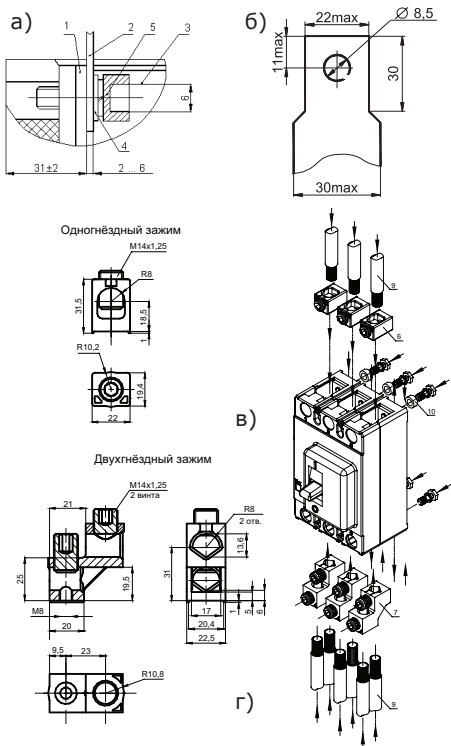 а)
1
2
5
3
6
4
31±2
2 ... 6
б)
22max
Ø 8,5
11max
30
30max
Одногнёздный зажим
M14x1,25
R8
31,5
18,5
1
R10,2
19,4
22
в)
9
6
10
Двухгнёздный зажим
M14x1,25
2 винта
21
R8
2 отв.
13,6
25
19,5
31
M8
20
1
5
6
17
20,4
22,5
9,5
23
R10,8
7
9
г)